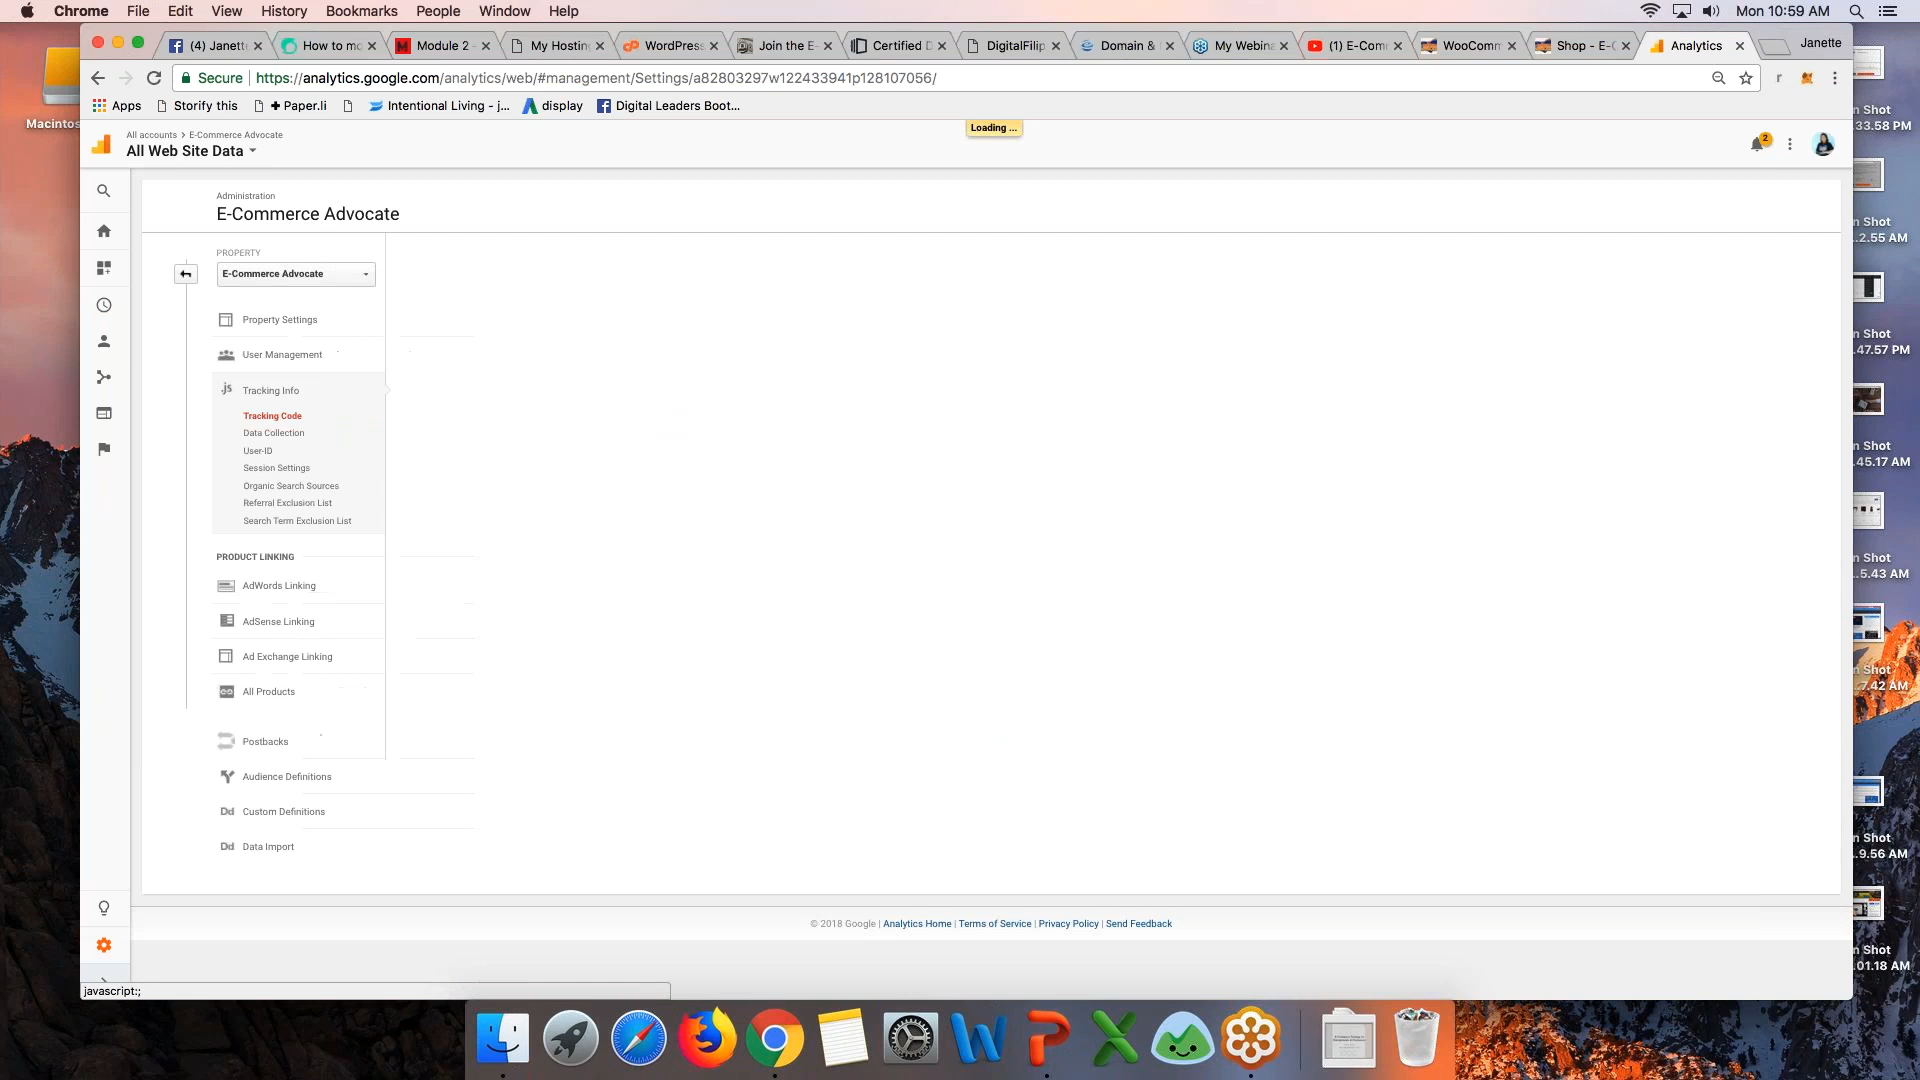 Chrome File Edit View History Bookmarks People Window Help Mon 10:59 AM
(4) Janett How to mo Module 2 - My Hostin WordPress Join the E- Certified D DigitalFilip Domain & My Webina (1) E-Com WooComm Shop - E-C Analytics Janette
Secure https://analytics.google.com/analytics/web/#management/Settings/a82803297w122433941p128107056/
Apps Storify this + Paper.li Intentional Living - j... display Digital Leaders Boot...
Macintos
All accounts > E-Commerce Advocate
All Web Site Data
Loading ...
2
Administration
E-Commerce Advocate
PROPERTY
E-Commerce Advocate
Property Settings
User Management
.js Tracking Info
Tracking Code
Data Collection
User-ID
Session Settings
Organic Search Sources
Referral Exclusion List
Search Term Exclusion List
PRODUCT LINKING
AdWords Linking
AdSense Linking
Ad Exchange Linking
All Products
Postbacks
Audience Definitions
Dd Custom Definitions
Dd Data Import
© 2018 Google | Analytics Home | Terms of Service | Privacy Policy | Send Feedback
javascript:;
n Shot
.33.58 PM
n Shot
.2.55 AM
n Shot
.47.57 PM
n Shot
.45.17 AM
n Shot
.5.43 AM
n Shot
.7.42 AM
n Shot
.9.56 AM
n Shot
.01.18 AM